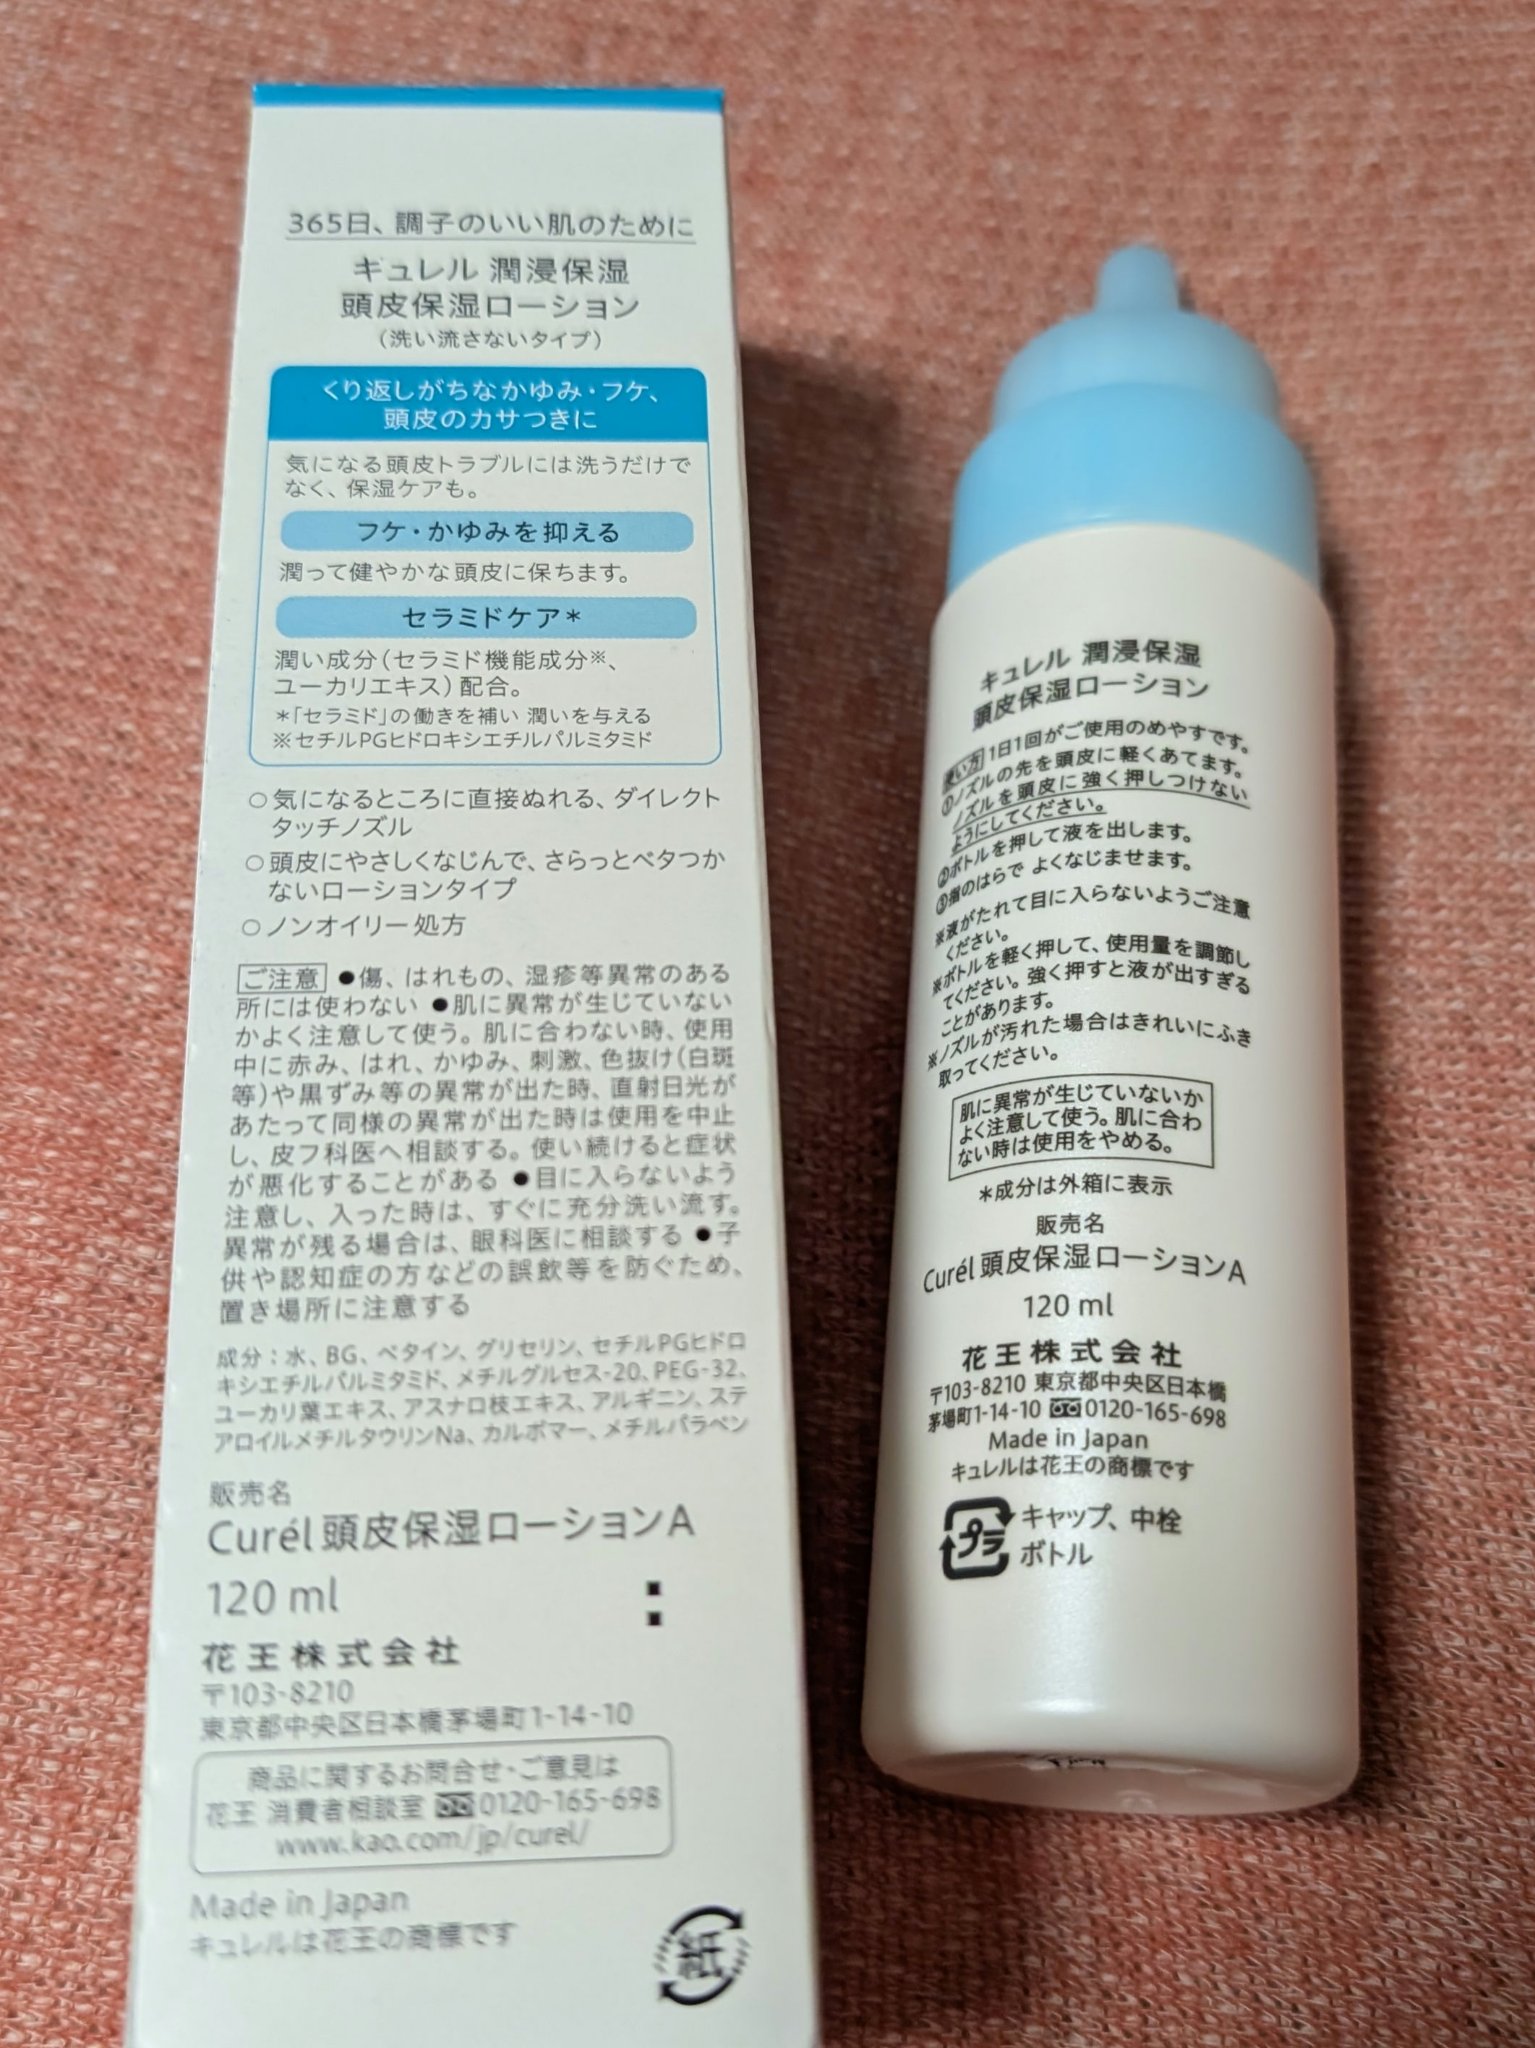 365日、調子のいい肌のために
キュレル 潤浸保湿
頭皮保湿ローション
(洗い流さないタイプ)
くり返しがちなかゆみ・フケ、
頭皮のカサつきに
気になる頭皮トラブルには洗うだけで
なく、保湿ケアも。
フケ・かゆみを抑える
潤って健やかな頭皮に保ちます。
セラミドケア*
潤い成分(セラミド機能成分※、
ユーカリエキス)配合。
*「セラミド」の働きを補い 潤いを与える
※セチルPGヒドロキシエチルパルミタミド
○気になるところに直接ぬれる、ダイレクト
タッチノズル
○頭皮にやさしくなじんで、さらっとベタつか
ないローションタイプ
○ノンオイリー処方
ご注意 ●傷、はれもの、湿疹等異常のある
所には使わない ●肌に異常が生じていない
かよく注意して使う。肌に合わない時、使用
中に赤み、はれ、かゆみ、刺激、色抜け(白斑
等)や黒ずみ等の異常が出た時、直射日光が
あたって同様の異常が出た時は使用を中止
し、皮フ科医へ相談する。使い続けると症状
が悪化することがある ●目に入らないよう
注意し、入った時は、すぐに充分洗い流す。
異常が残る場合は、眼科医に相談する ●子
供や認知症の方などの誤飲等を防ぐため、
置き場所に注意する
成分:水、BG、ベタイン、グリセリン、セチルPGヒドロ
キシエチルパルミタミド、メチルグルセス-20、PEG-32、
ユーカリ葉エキス、アスナロ枝エキス、アルギニン、ステ
アロイルメチルタウリンNa、カルボマー、メチルパラベン
販売名
Curél 頭皮保湿ローションA
120 ml
花王株式会社
〒103-8210
東京都中央区日本橋茅場町1-14-10
商品に関するお問合せ・ご意見は
花王 消費者相談室 0120-165-698
www.kao.com/jp/curel/
Made in Japan
キュレルは花王の商標です
紙
キュレル 潤浸保湿
頭皮保湿ローション
使い方 1日1回がご使用のめやすです。
①ノズルの先を頭皮に軽くあてます。
ノズルを頭皮に強く押しつけない
ようにしてください。
②ボトルを押して液を出します。
③指のはらで よくなじませます。
※液がたれて目に入らないようご注意
ください。
※ボトルを軽く押して、使用量を調節し
てください。強く押すと液が出すぎる
ことがあります。
※ノズルが汚れた場合はきれいにふき
取ってください。
肌に異常が生じていないか
よく注意して使う。肌に合わ
ない時は使用をやめる。
*成分は外箱に表示
販売名
Curél 頭皮保湿ローションA
120 ml
花王株式会社
〒103-8210 東京都中央区日本橋
茅場町1-14-10 0120-165-698
Made in Japan
キュレルは花王の商標です
プラ キャップ、中栓
ボトル